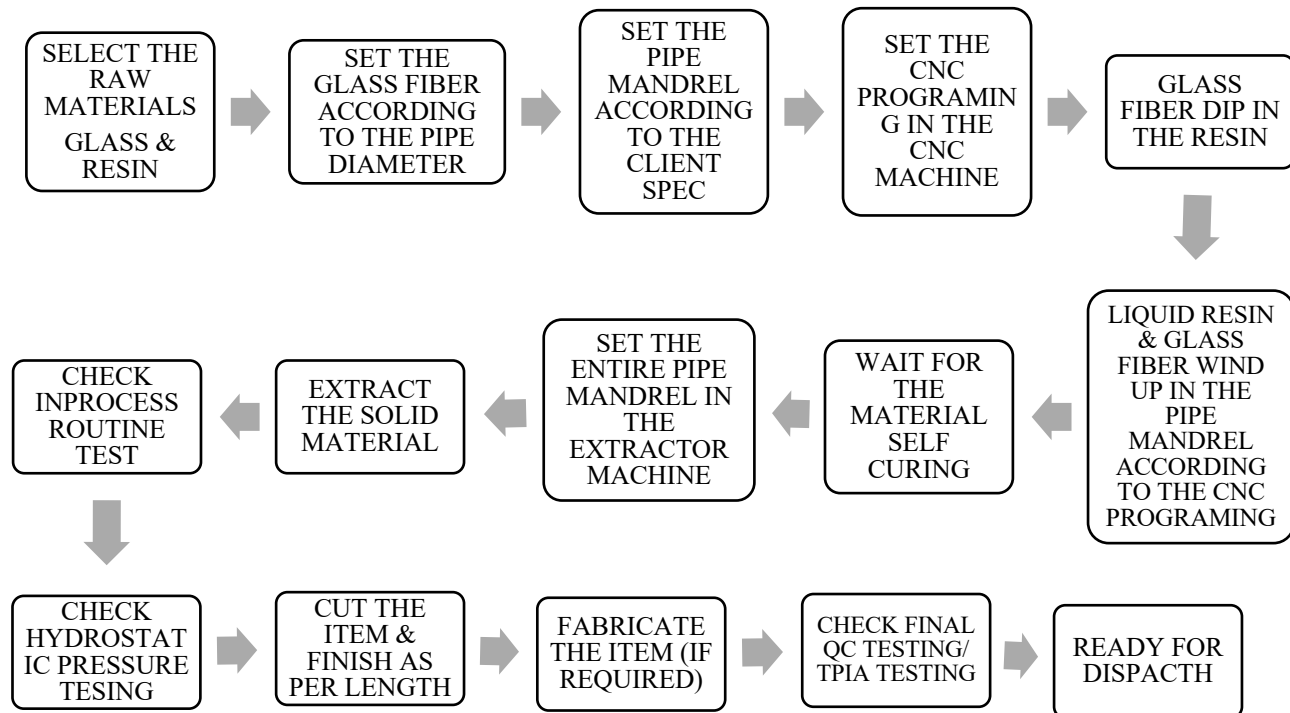 SELECT THE
RAW
MATERIALS
GLASS &
RESIN
SET THE
GLASS FIBER
ACCORDING
TO THE PIPE
DIAMETER
SET THE
PIPE
MANDREL
ACCORDING
TO THE
CLIENT
SPEC
SET THE
CNC
PROGRAMIN
G IN THE
CNC
MACHINE
GLASS
FIBER DIP IN
THE RESIN
LIQUID RESIN
& GLASS
FIBER WIND
UP IN THE
PIPE
MANDREL
ACCORDING
TO THE CNC
PROGRAMING
WAIT FOR
THE
MATERIAL
SELF
CURING
SET THE
ENTIRE PIPE
MANDREL IN
THE
EXTRACTOR
MACHINE
EXTRACT
THE SOLID
MATERIAL
CHECK
INPROCESS
ROUTINE
TEST
CHECK
HYDROSTAT
IC PRESSURE
TESING
CUT THE
ITEM &
FINISH AS
PER LENGTH
FABRICATE
THE ITEM (IF
REQUIRED)
CHECK FINAL
QC TESTING/
TPIA TESTING
READY FOR
DISPACTH